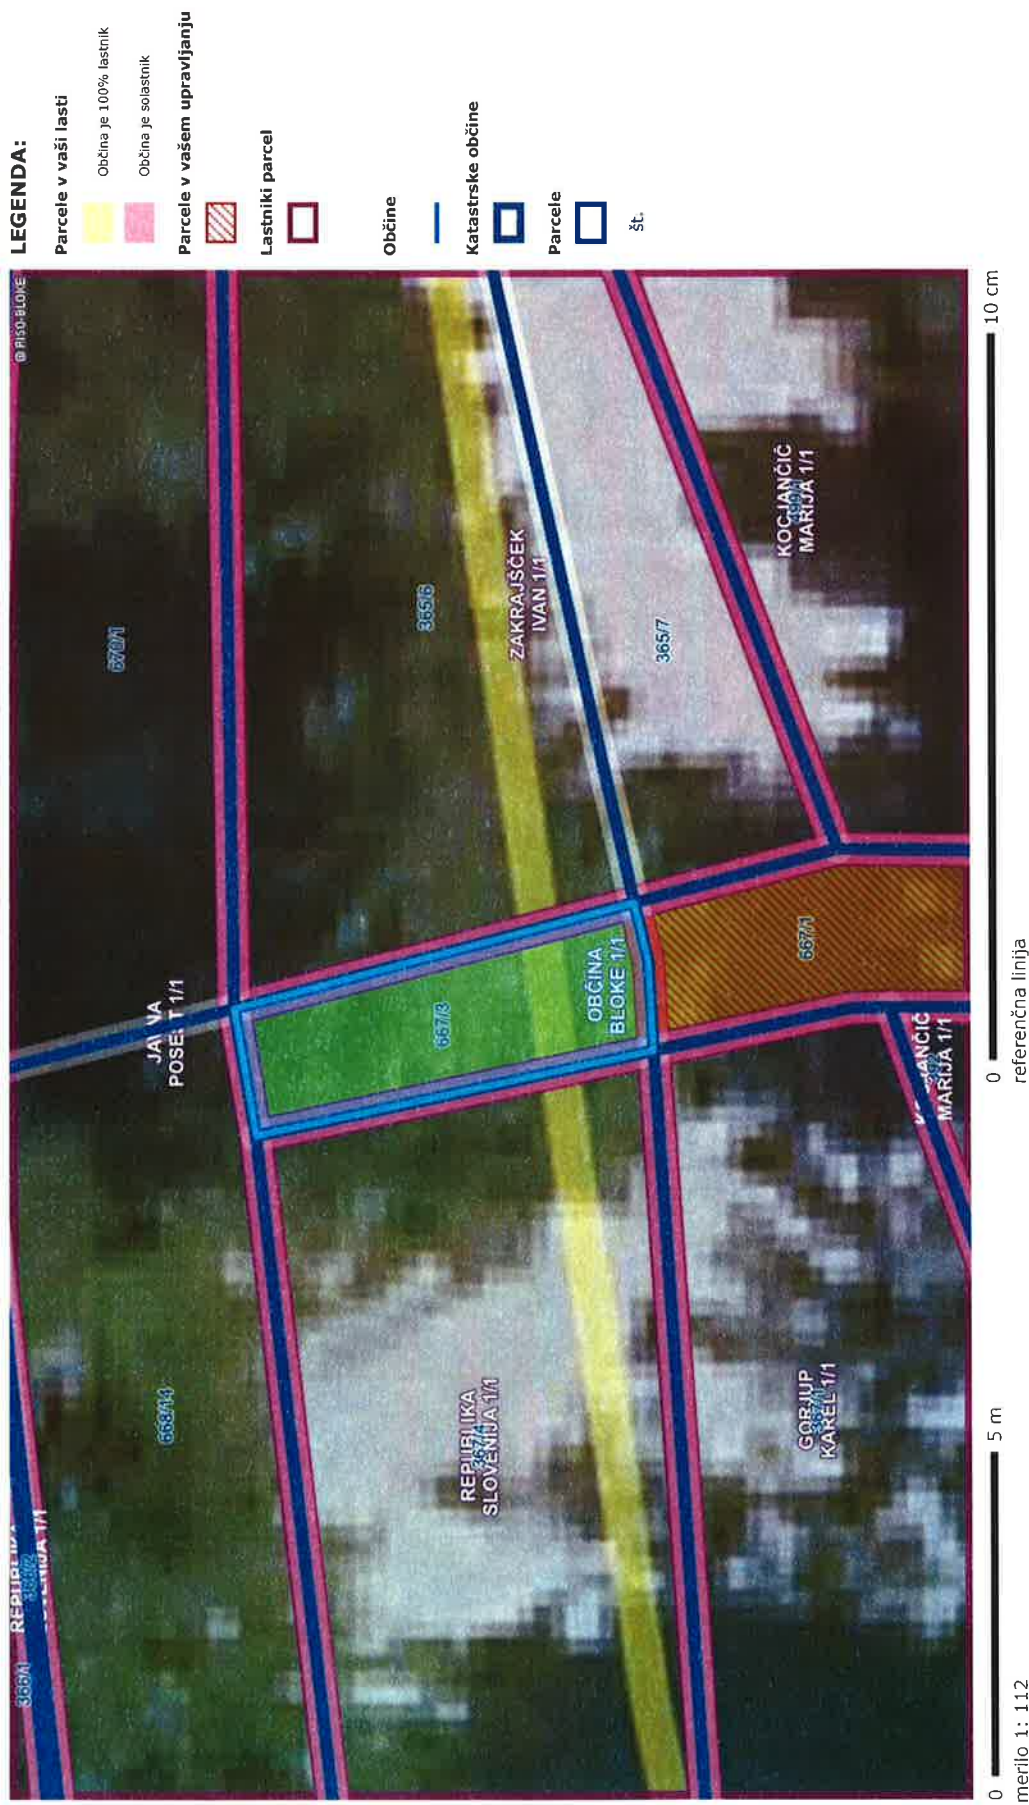 LEGENDA:
Parcele v vaši lasti
Občina je 100% lastnik
Občina je solastnik
Parcele v vašem upravljanju
Lastniki parcel
Občine
Katastrske občine
Parcele
Št.
© PISO-BLOKE
670/1
365/6
ZAKRAJŠČEK
IVAN 1/1
365/7
KOCJANČIČ
MARIJA 1/1
POSEST 1/1
667/3
OBČINA
BLOKE 1/1
667/1
MARIJA 1/1
366/1
REPUBLIKA
668/14
REPUBLIKA
SLOVENIJA 1/1
GORJUP
KAREL 1/1
0 5 m
merilo 1: 112
0 10 cm
referenčna linija